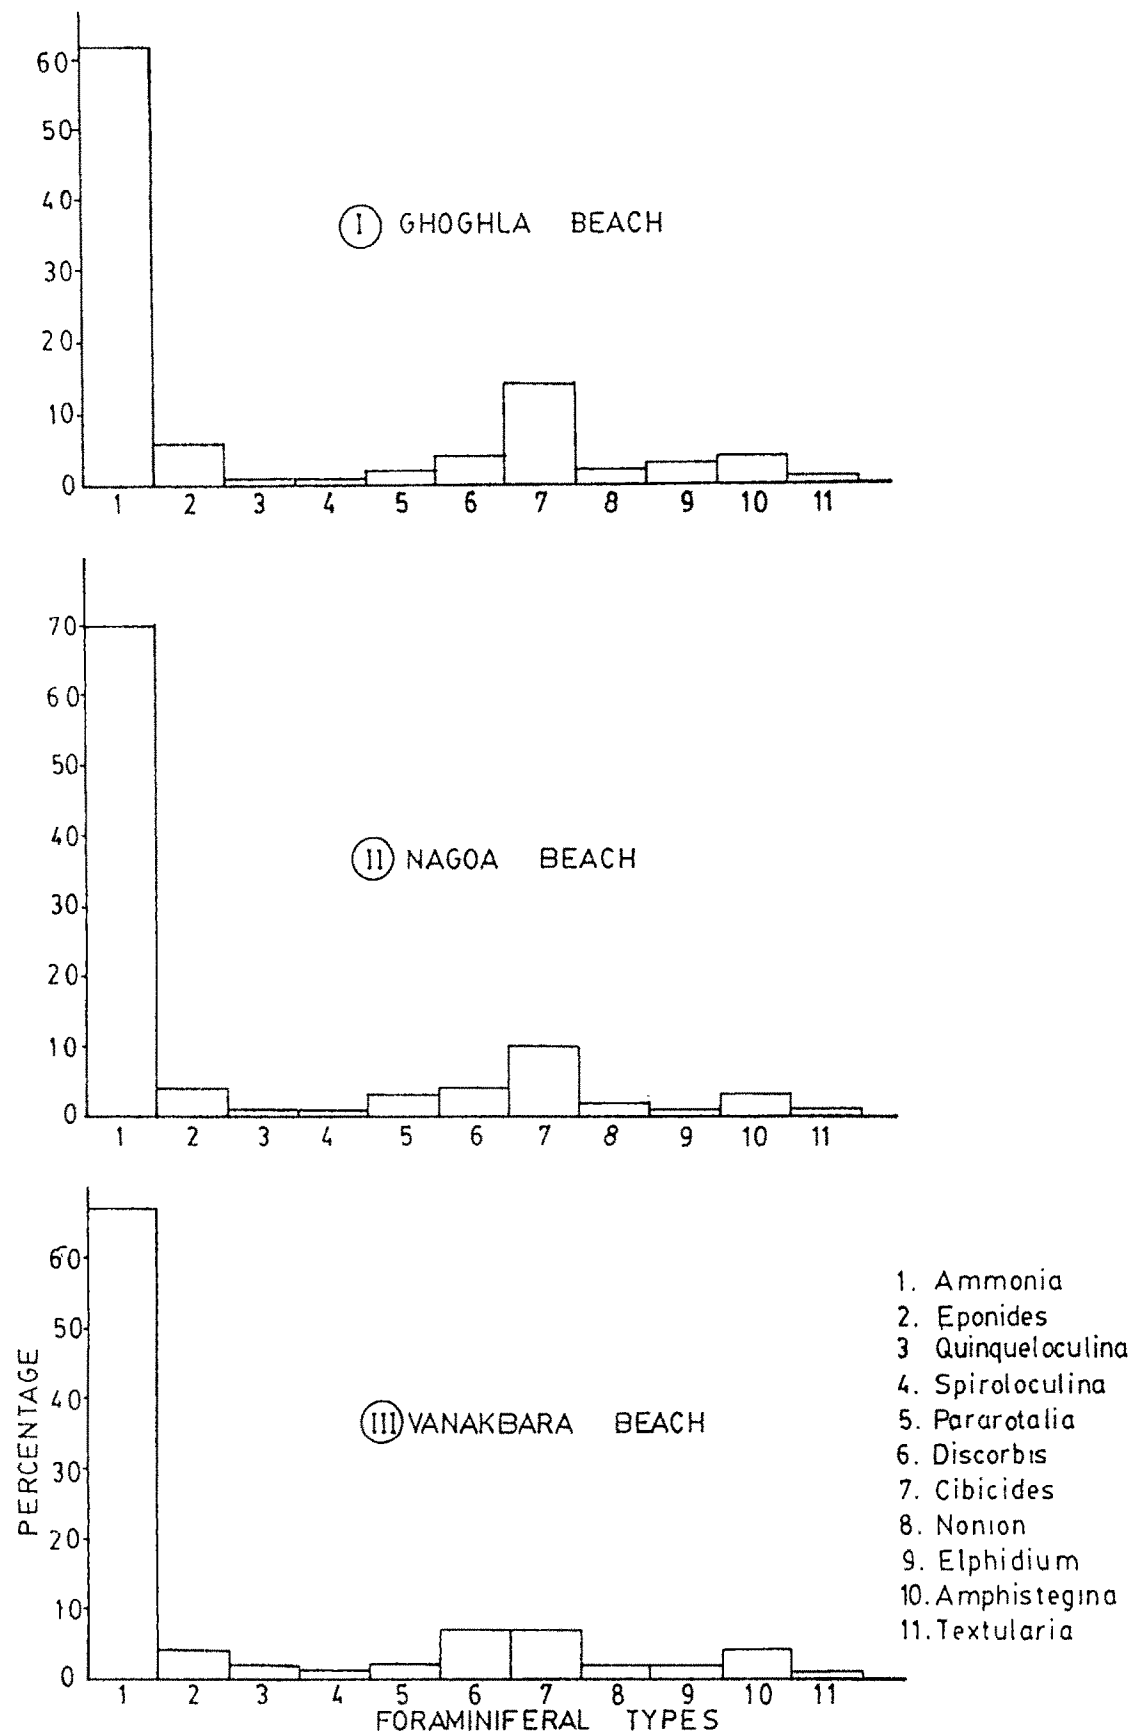 60
50
40
30
20
10
0
I GHOGHLA BEACH
1 2 3 4 5 6 7 8 9 10 11
70
60
50
40
30
20
10
0
II NAGOA BEACH
1 2 3 4 5 6 7 8 9 10 11
PERCENTAGE
60
50
40
30
20
10
0
III VANAKBARA BEACH
1 2 3 4 5 6 7 8 9 10 11
FORAMINIFERAL TYPES
1. Ammonia
2. Eponides
3 Quinqueloculina
4. Spiroloculina
5. Pararotalia
6. Discorbis
7. Cibicides
8. Nonion
9. Elphidium
10. Amphistegina
11. Textularia